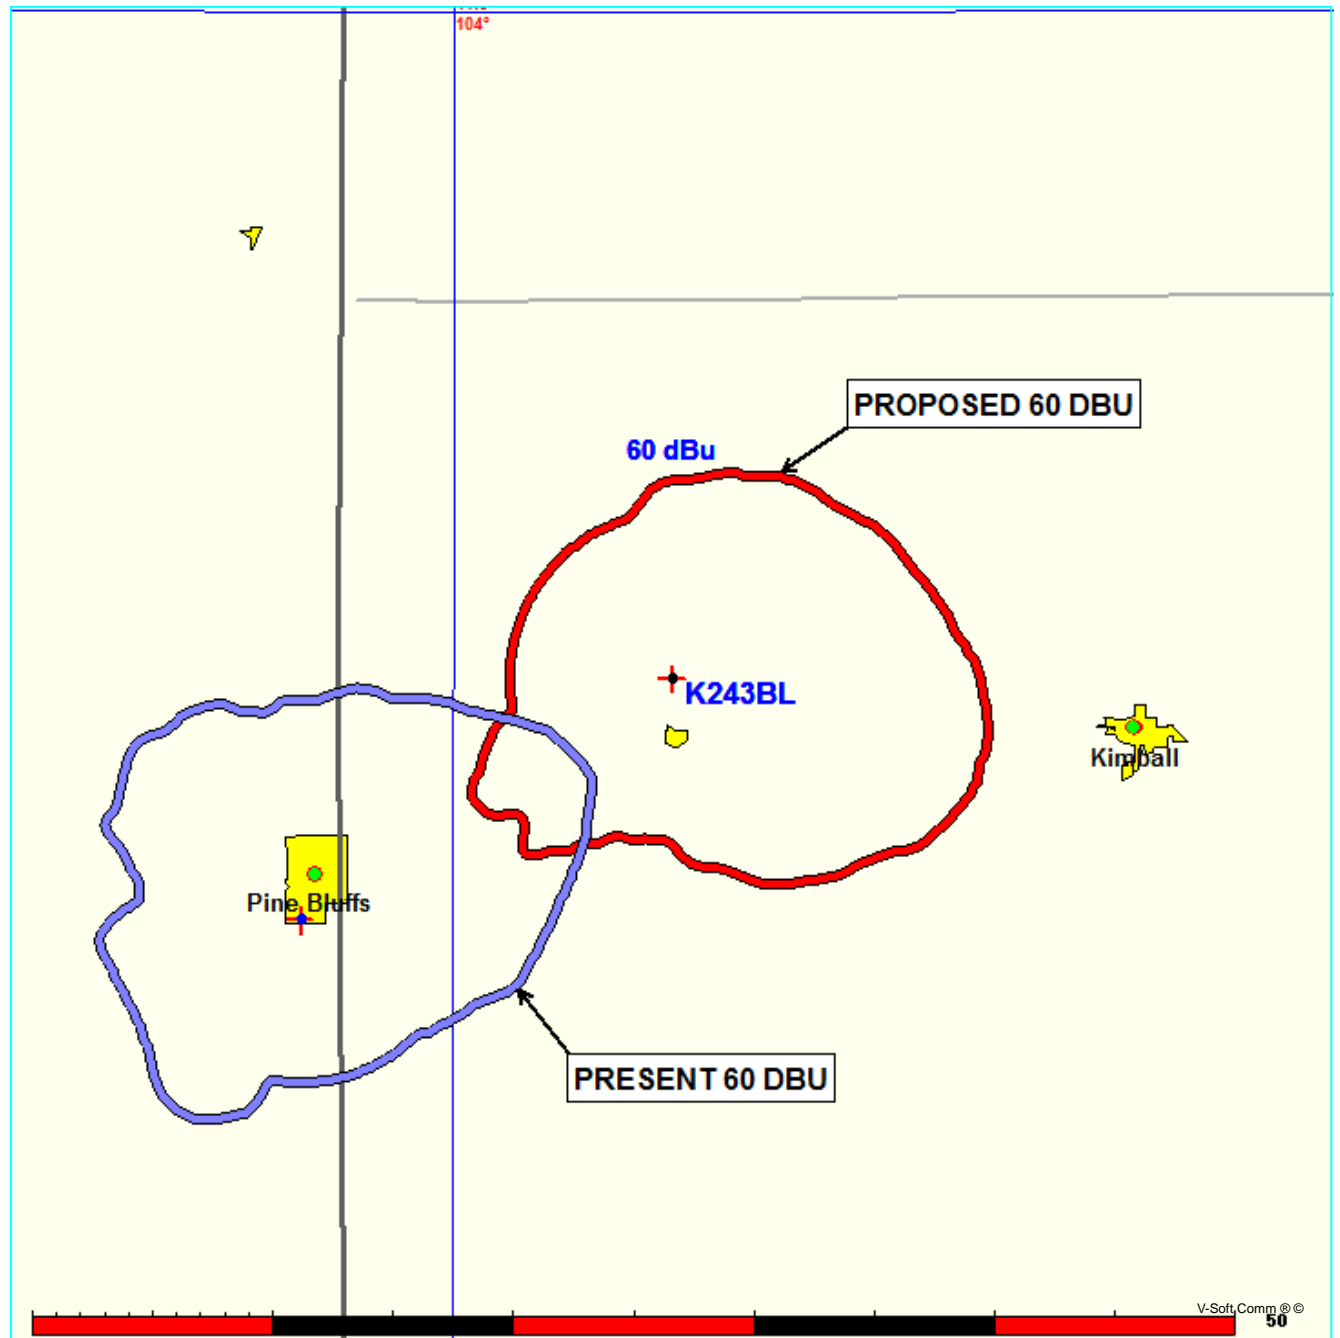 104°
PROPOSED 60 DBU
60 dBu
K243BL
Kimball
Pine Bluffs
PRESENT 60 DBU
V-Soft Comm ® ©
50